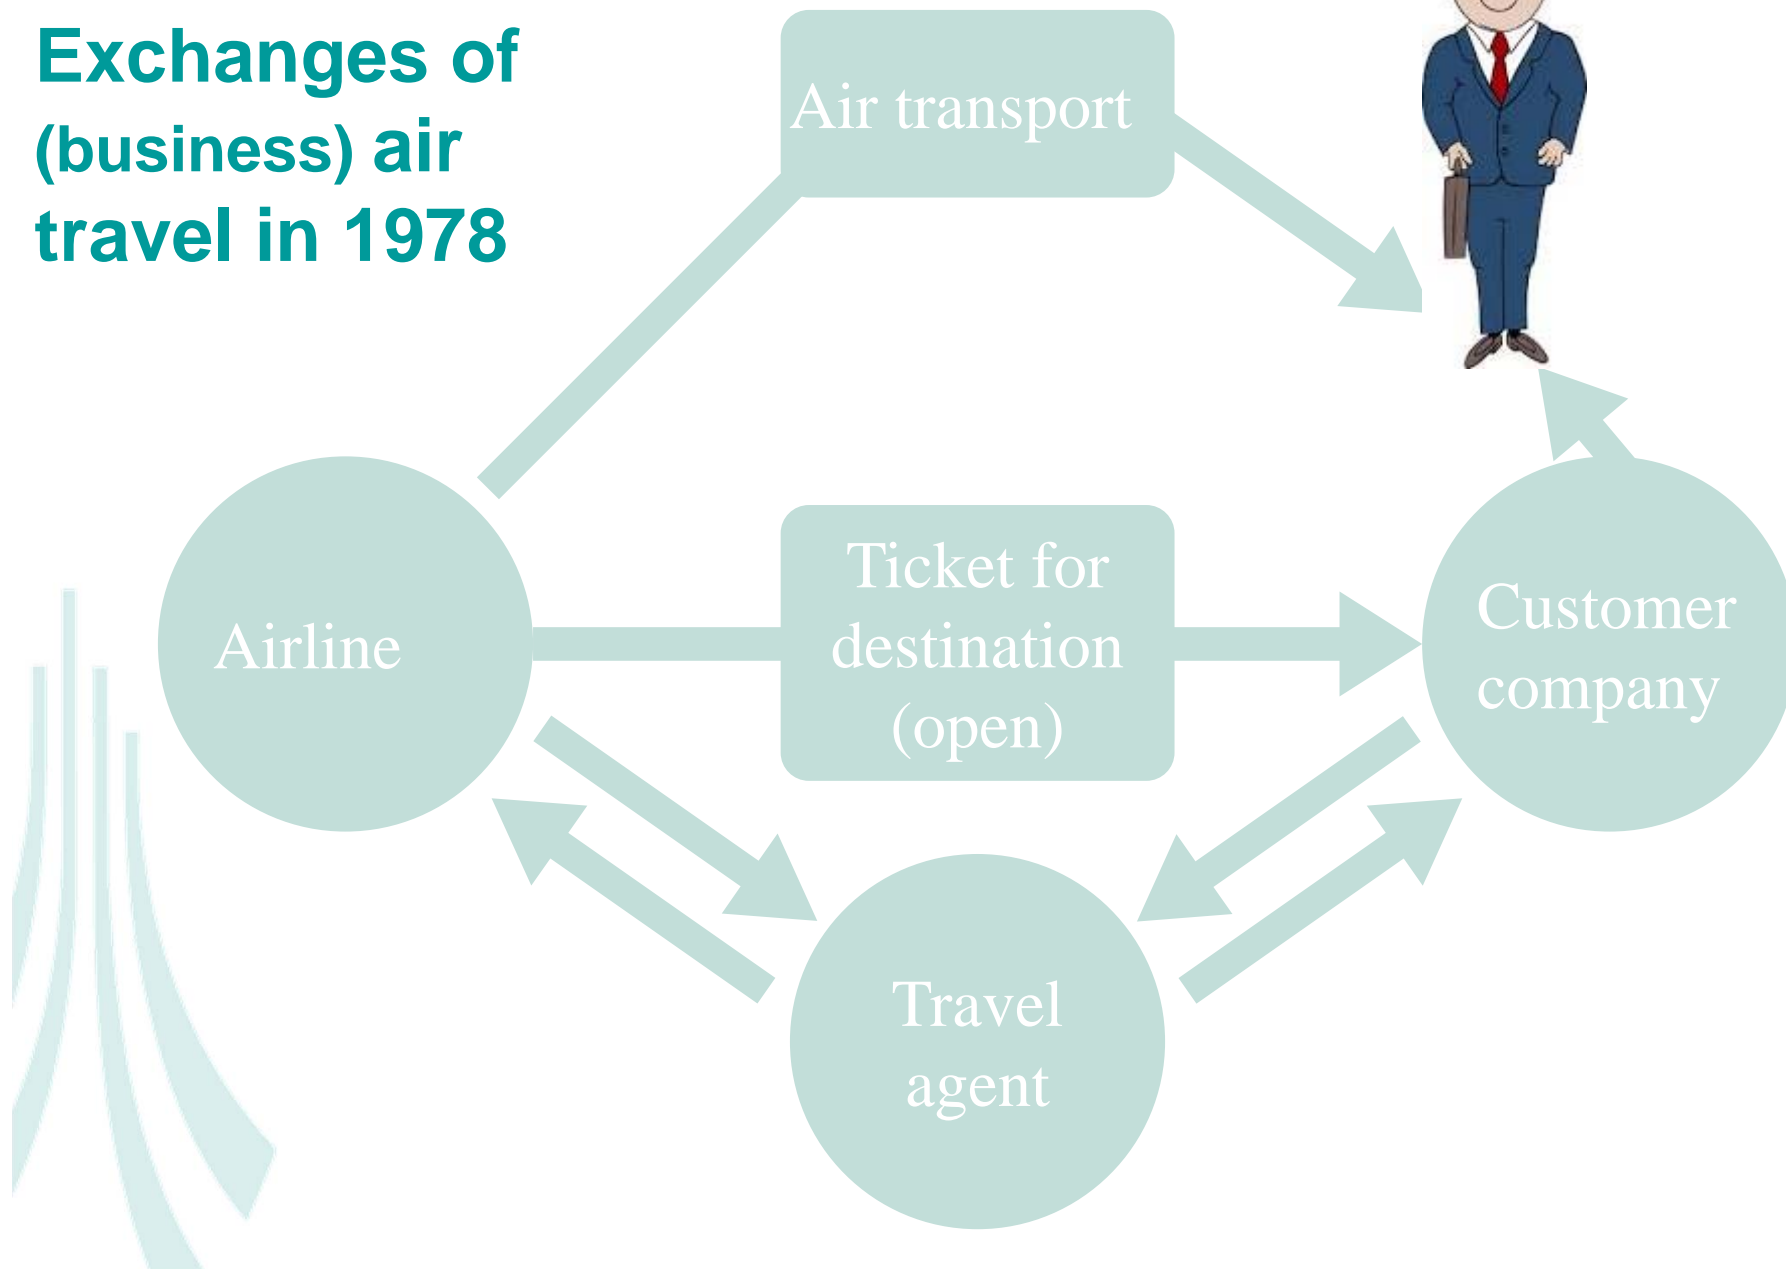 Exchanges of
(business) air
travel in 1978
Air transport
Ticket for
destination
(open)
Airline
Customer
company
Travel
agent